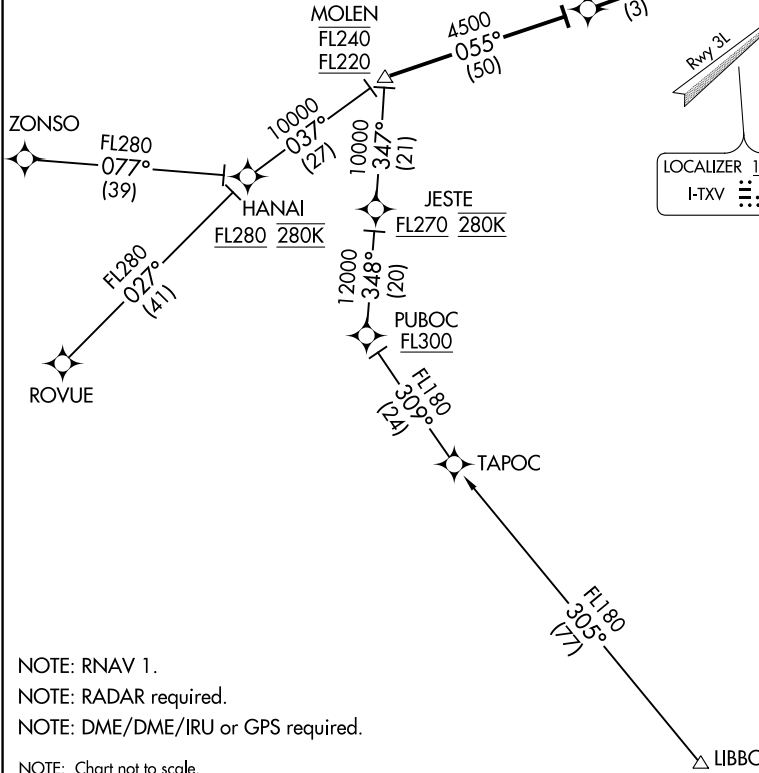 MOLEN
FL240
FL220
4500
055°
(50)
(3)
Rwy 3L
LOCALIZER 1
I-TXV
ZONSO
FL280
077°
(39)
10000
037°
(27)
10000
347°
(21)
HANAI
FL280 280K
JESTE
FL270 280K
FL280
027°
(41)
12000
348°
(20)
PUBOC
FL300
ROVUE
FL180
309°
(24)
TAPOC
FL180
305°
(77)
NOTE: RNAV 1.
NOTE: RADAR required.
NOTE: DME/DME/IRU or GPS required.
NOTE: Chart not to scale.
LIBBO